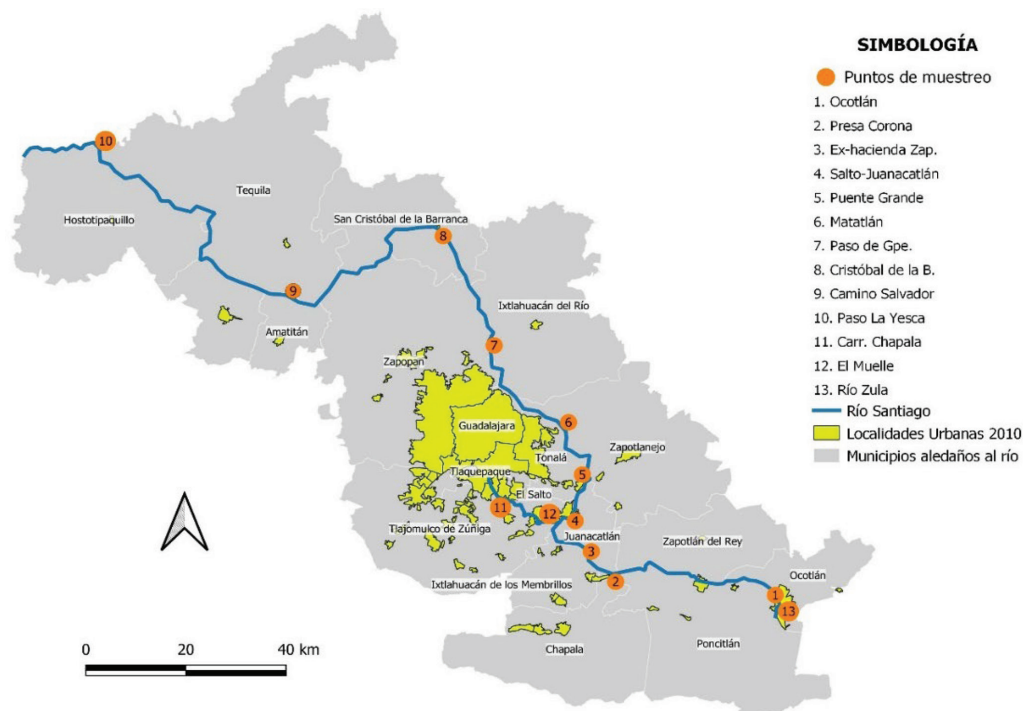 SIMBOLOGÍA
Puntos de muestreo
1. Ocotlán
2. Presa Corona
3. Ex-hacienda Zap.
4. Salto-Juanacatlán
5. Puente Grande
6. Matatlán
7. Paso de Gpe.
8. Cristóbal de la B.
9. Camino Salvador
10. Paso La Yesca
11. Carr. Chapala
12. El Muelle
13. Río Zula
Río Santiago
Localidades Urbanas 2010
Municipios aledaños al río
10
Tequila
Hostotipaquillo
San Cristóbal de la Barranca
8
9
Ixtlahuacán del Río
Amatitán
7
Zapopan
6
Guadalajara
Zapotlanejo
Tonalá
Tlaquepaque
5
El Salto
11
12
4
Tlajomulco de Zúñiga
Juanacatlán
Zapotlán del Rey
3
Ixtlahuacán de los Membrillos
2
Ocotlán
1
13
Chapala
Poncitlán
0
20
40 km